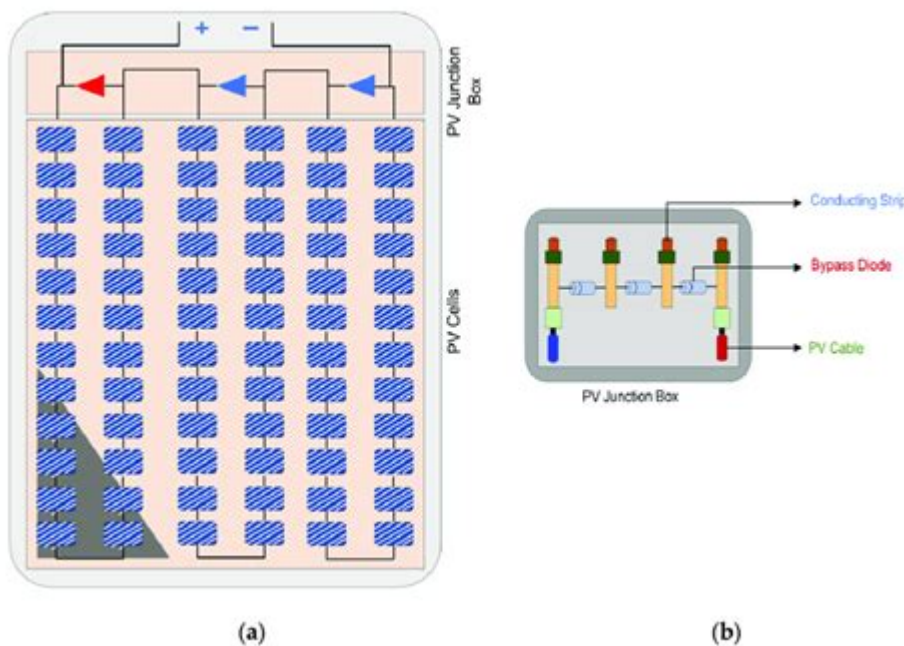 + −
PV Junction
Box
PV Cells
Conducting Strip
Bypass Diode
PV Cable
PV Junction Box
(a)
(b)